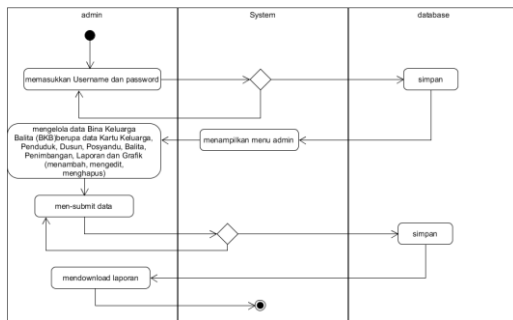 admin
System
database
memasukkan Username dan password
simpan
mengelola data Bina Keluarga
Balita (BKB)berupa data Kartu Keluarga,
Penduduk, Dusun, Posyandu, Balita,
Penimbangan, Laporan dan Grafik
(menambah, mengedit,
menghapus)
menampilkan menu admin
men-submit data
simpan
mendownload laporan